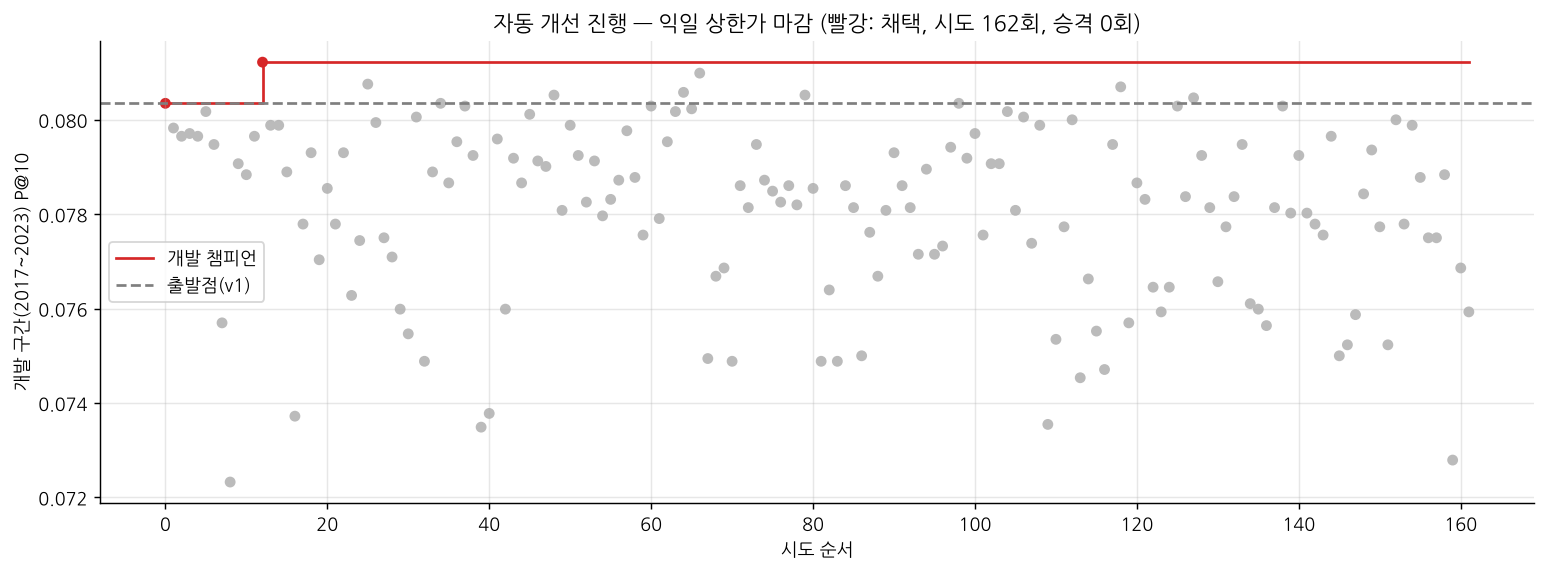 자동 개선 진행 — 익일 상한가 마감 (빨강: 채택, 시도 162회, 승격 0회)
개발 구간(2017~2023) P@10
0.080
0.078
0.076
0.074
0.072
개발 챔피언
출발점(v1)
0
20
40
60
80
100
120
140
160
시도 순서